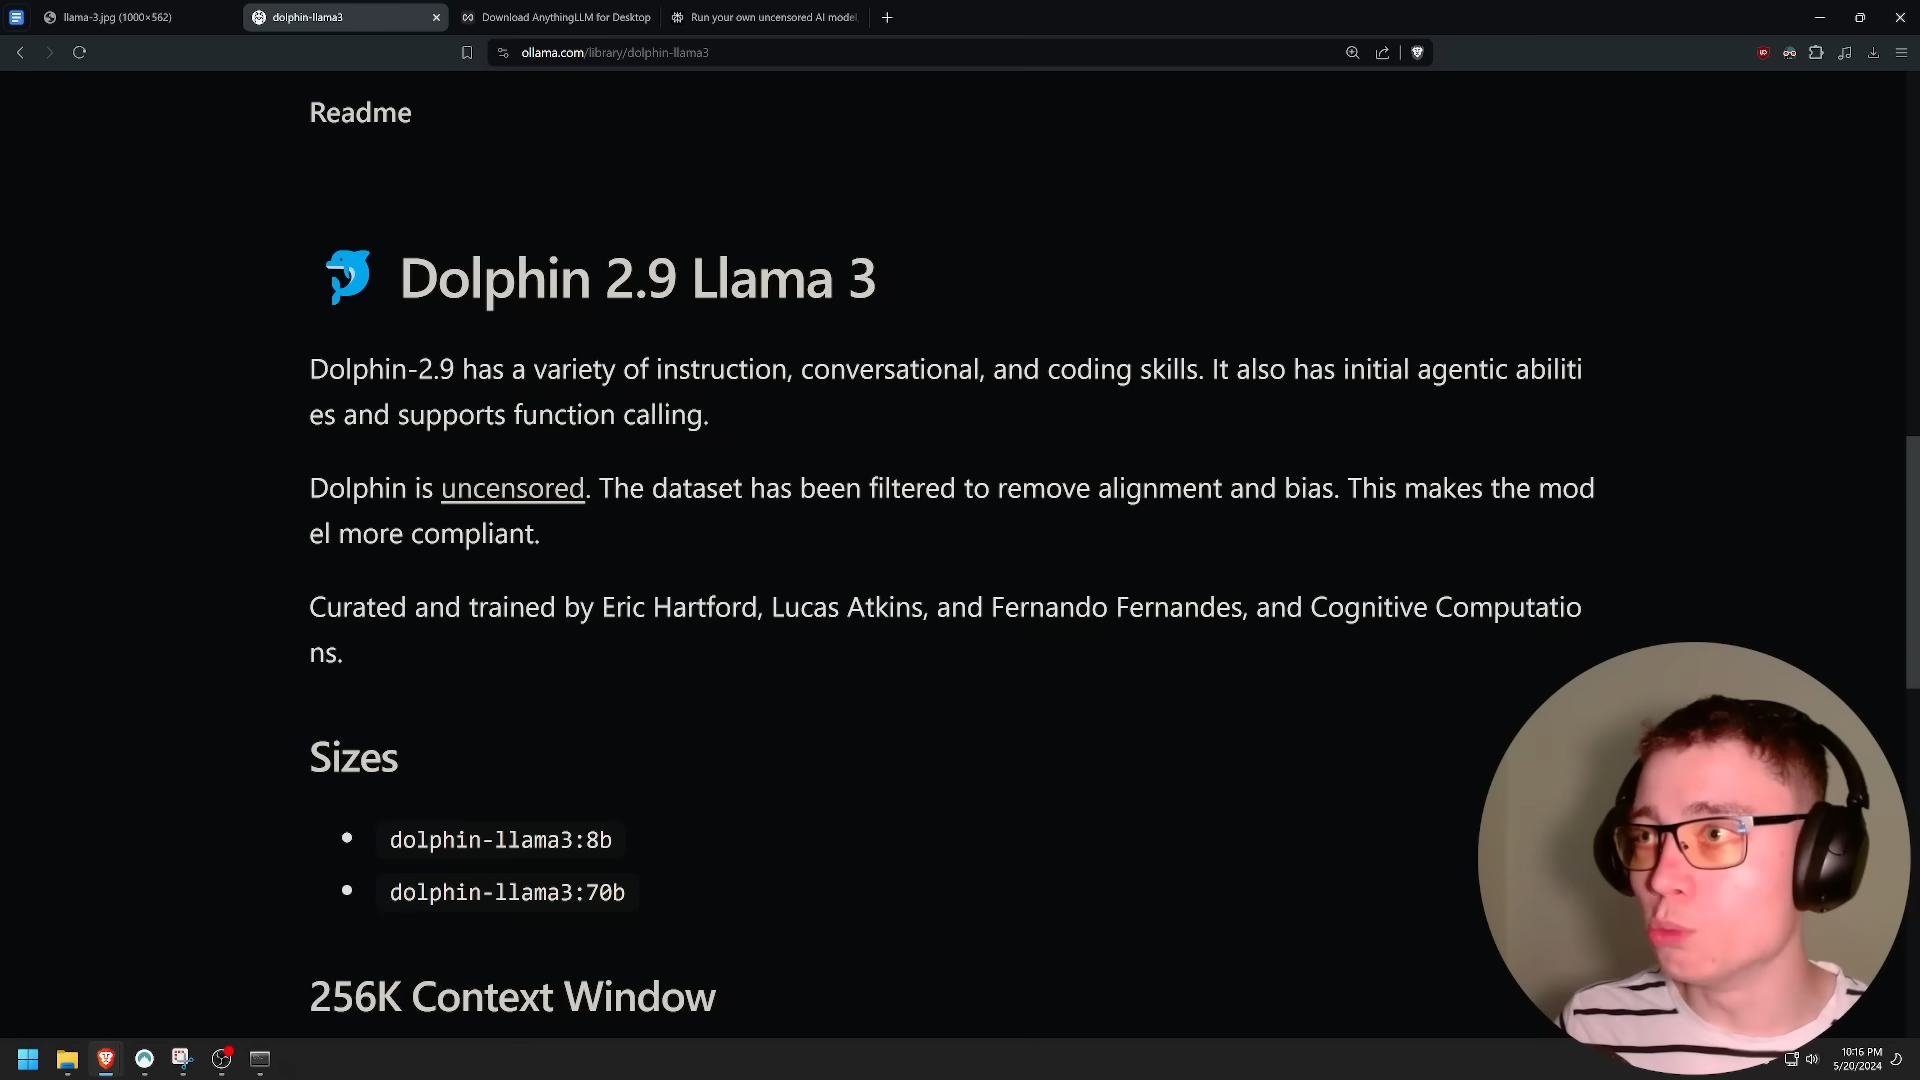 llama-3.jpg (1000×562)
dolphin-llama3
Download AnythingLLM for Desktop
Run your own uncensored AI model,
ollama.com/library/dolphin-llama3
Readme
Dolphin 2.9 Llama 3
Dolphin-2.9 has a variety of instruction, conversational, and coding skills. It also has initial agentic abiliti
es and supports function calling.
Dolphin is uncensored. The dataset has been filtered to remove alignment and bias. This makes the mod
el more compliant.
Curated and trained by Eric Hartford, Lucas Atkins, and Fernando Fernandes, and Cognitive Computatio
ns.
Sizes
• dolphin-llama3:8b
• dolphin-llama3:70b
256K Context Window
10:16 PM
5/20/2024